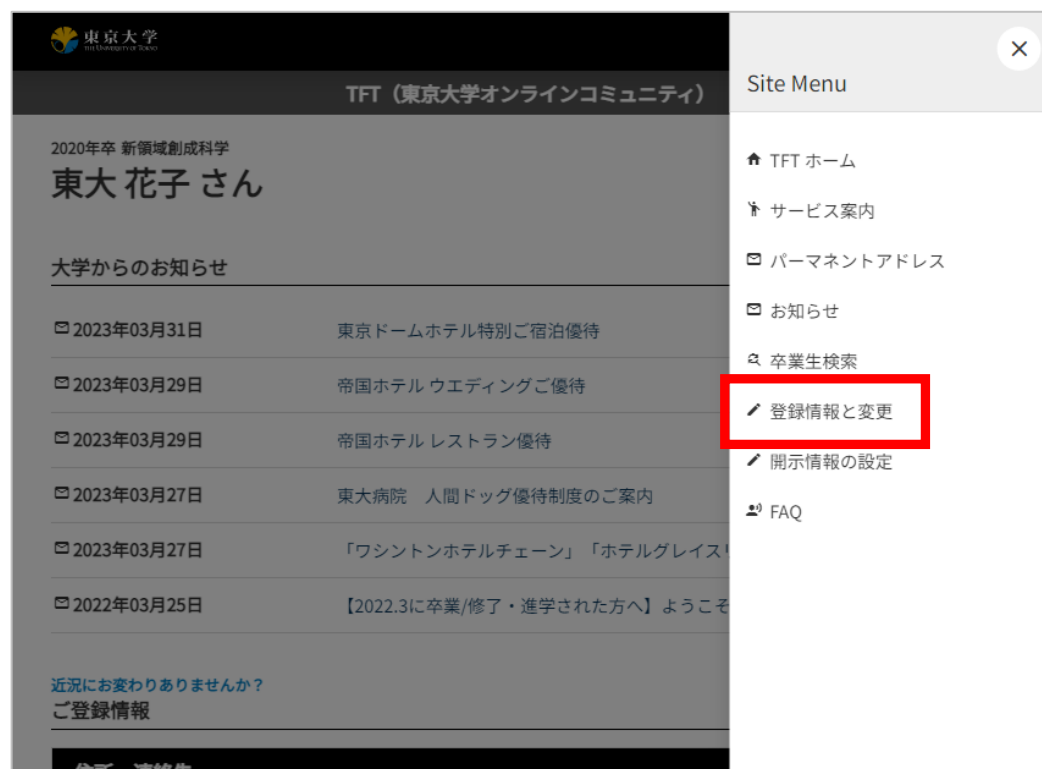 東京大学
THE UNIVERSITY OF TOKYO
TFT（東京大学オンラインコミュニティ）
2020年卒 新領域創成科学
東大 花子 さん
大学からのお知らせ
2023年03月31日 東京ドームホテル特別ご宿泊優待
2023年03月29日 帝国ホテル ウエディングご優待
2023年03月29日 帝国ホテル レストラン優待
2023年03月27日 東大病院　人間ドッグ優待制度のご案内
2023年03月27日 「ワシントンホテルチェーン」「ホテルグレイス
2022年03月25日 【2022.3に卒業/修了・進学された方へ】ようこそ
近況にお変わりありませんか？
ご登録情報
Site Menu
TFT ホーム
サービス案内
パーマネントアドレス
お知らせ
卒業生検索
登録情報と変更
開示情報の設定
FAQ